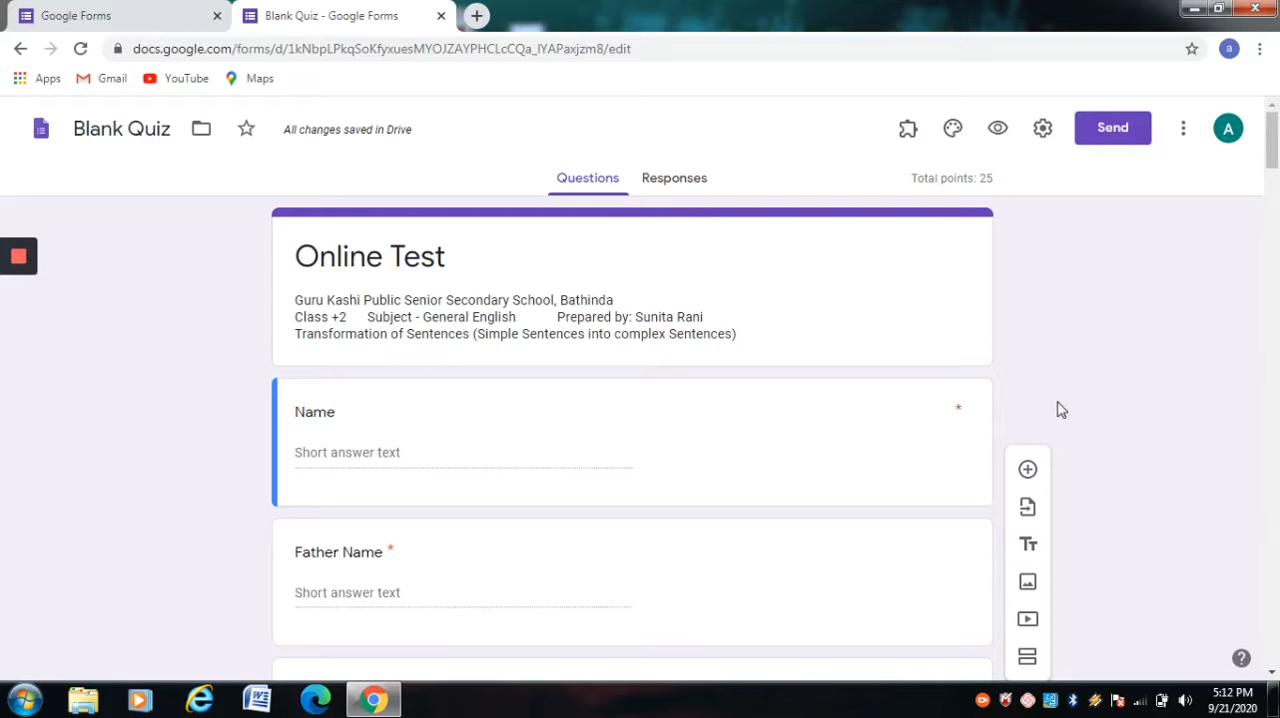 Google Forms
Blank Quiz - Google Forms
docs.google.com/forms/d/1kNbpLPkqSoKfyxuesMYOJZAYPHCLcCQa_IYAPaxjzm8/edit
a
Apps Gmail YouTube Maps
Blank Quiz
All changes saved in Drive
Send
A
Questions Responses
Total points: 25
Online Test
Guru Kashi Public Senior Secondary School, Bathinda
Class +2 Subject - General English Prepared by: Sunita Rani
Transformation of Sentences (Simple Sentences into complex Sentences)
Name *
Short answer text
Father Name *
Short answer text
5:12 PM
9/21/2020